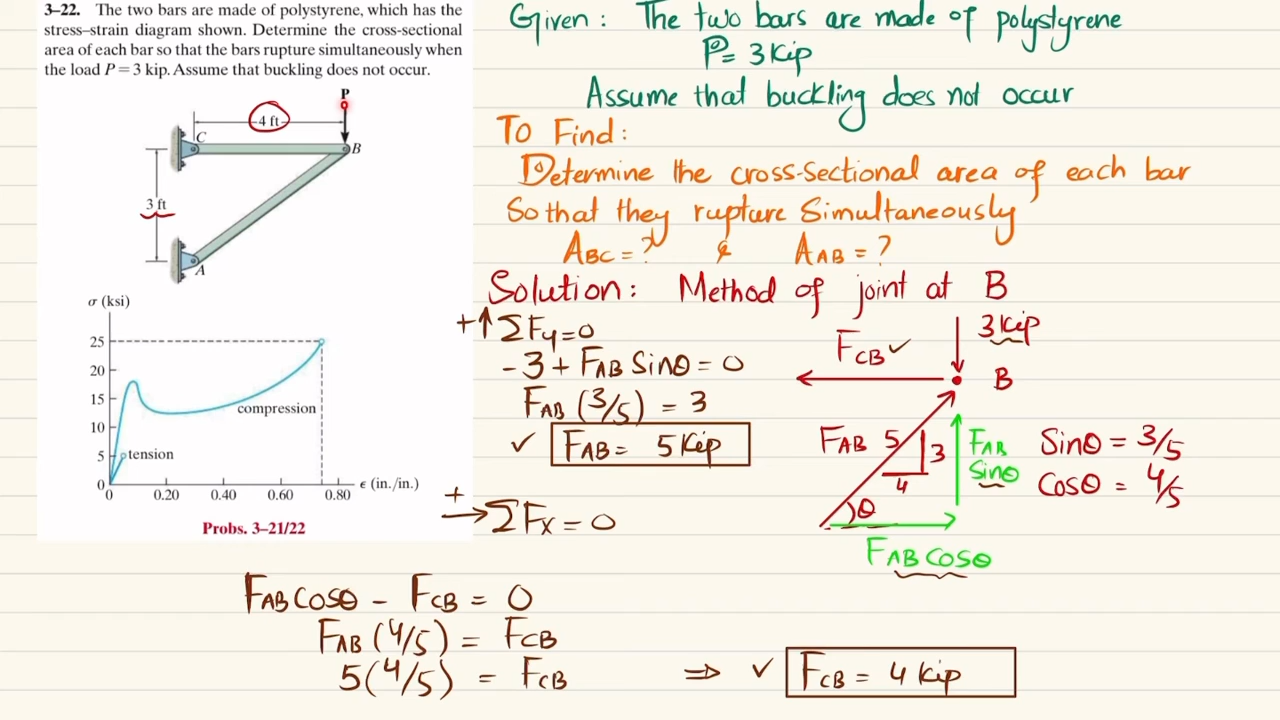 3–22. The two bars are made of polystyrene, which has the
stress–strain diagram shown. Determine the cross-sectional
area of each bar so that the bars rupture simultaneously when
the load P = 3 kip. Assume that buckling does not occur.
P
4 ft
C
B
3 ft
A
σ (ksi)
25
20
15
compression
10
5
tension
0
0 0.20 0.40 0.60 0.80
ϵ (in./in.)
Probs. 3–21/22
Given: The two bars are made of polystyrene
P = 3 Kip
Assume that buckling does not occur
To Find:
Determine the cross-sectional area of each bar
So that they rupture Simultaneously
ABC = ? & AAB = ?
Solution: Method of joint at B
+↑ ΣFy = 0
-3 + FAB Sinθ = 0
FAB (3/5) = 3
✓ FAB = 5 Kip
+→ ΣFx = 0
FCB ✓
3 Kip
B
FAB 5
3
4
θ
FAB
Sinθ
FAB COSθ
Sinθ = 3/5
COSθ = 4/5
FAB COSθ - FCB = 0
FAB (4/5) = FCB
5(4/5) = FCB ⇒ ✓ FCB = 4 kip